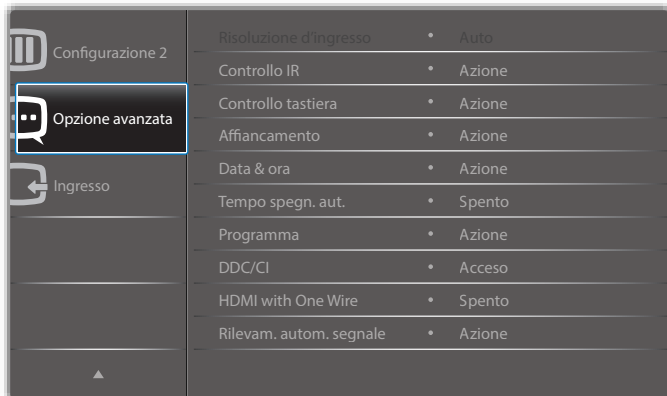 Configurazione 2
Opzione avanzata
Ingresso
Risoluzione d'ingresso • Auto
Controllo IR • Azione
Controllo tastiera • Azione
Affiancamento • Azione
Data & ora • Azione
Tempo spegn. aut. • Spento
Programma • Azione
DDC/CI • Acceso
HDMI with One Wire • Spento
Rilevam. autom. segnale • Azione